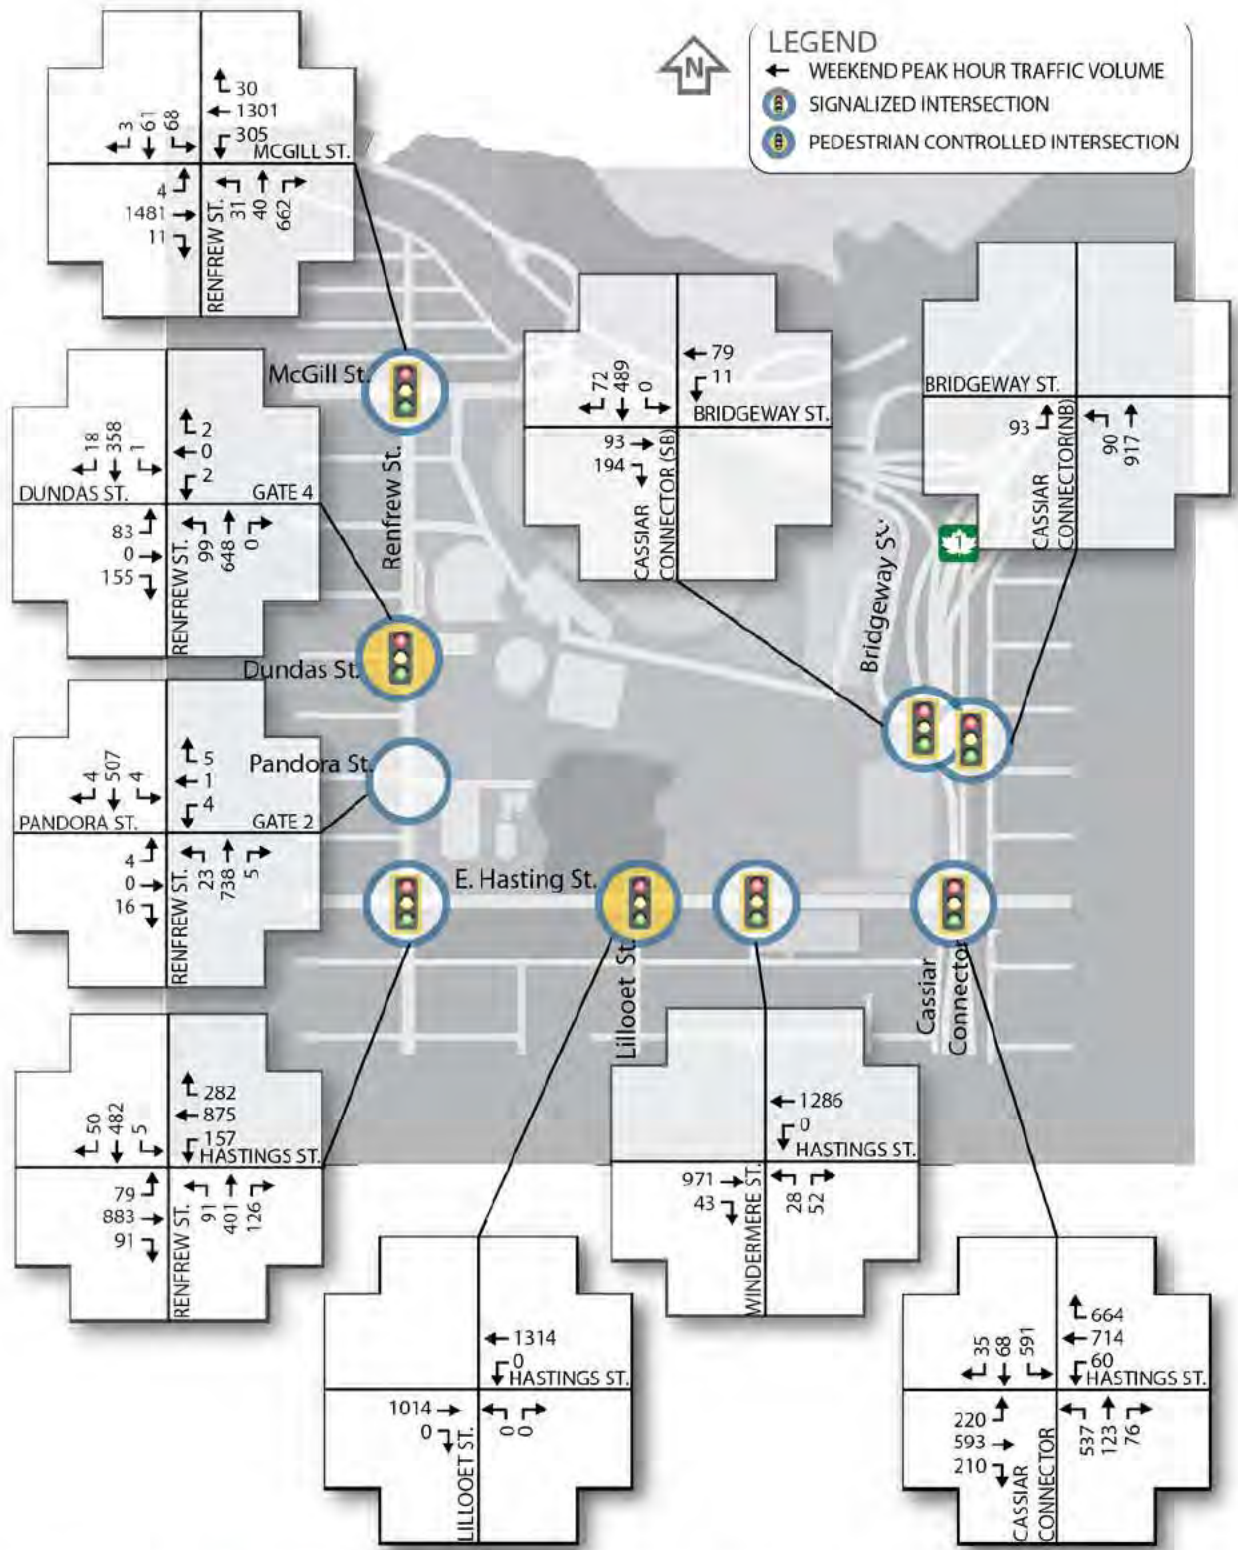 LEGEND
N
WEEKEND PEAK HOUR TRAFFIC VOLUME
SIGNALIZED INTERSECTION
PEDESTRIAN CONTROLLED INTERSECTION
3 61 68
30
1301
305
MCGILL ST.
4
1481
11
RENFREW ST.
31 40 662
McGill St.
Renfrew St.
18 358 1
2
0
2
DUNDAS ST.
GATE 4
83
0
155
RENFREW ST.
99 648 0
Dundas St.
72 489 0
79
11
BRIDGEWAY ST.
93
194
CASSIAR
CONNECTOR (SB)
BRIDGEWAY ST.
93
CASSIAR
CONNECTOR(NB)
90
917
1
Bridgeway St
4 507 4
5
1
4
PANDORA ST.
GATE 2
4
0
16
RENFREW ST.
23 738 5
Pandora St.
E. Hasting St.
Lillooet St.
Cassiar
Connector
50 482 5
282
875
157
HASTINGS ST.
79
883
91
RENFREW ST.
91 401 126
1286
0
HASTINGS ST.
971
43
WINDERMERE ST.
28 52
1314
0
HASTINGS ST.
1014
0
LILLOOET ST.
0 0
35 68 591
664
714
60
HASTINGS ST.
220
593
210
CASSIAR
CONNECTOR
537 123 76